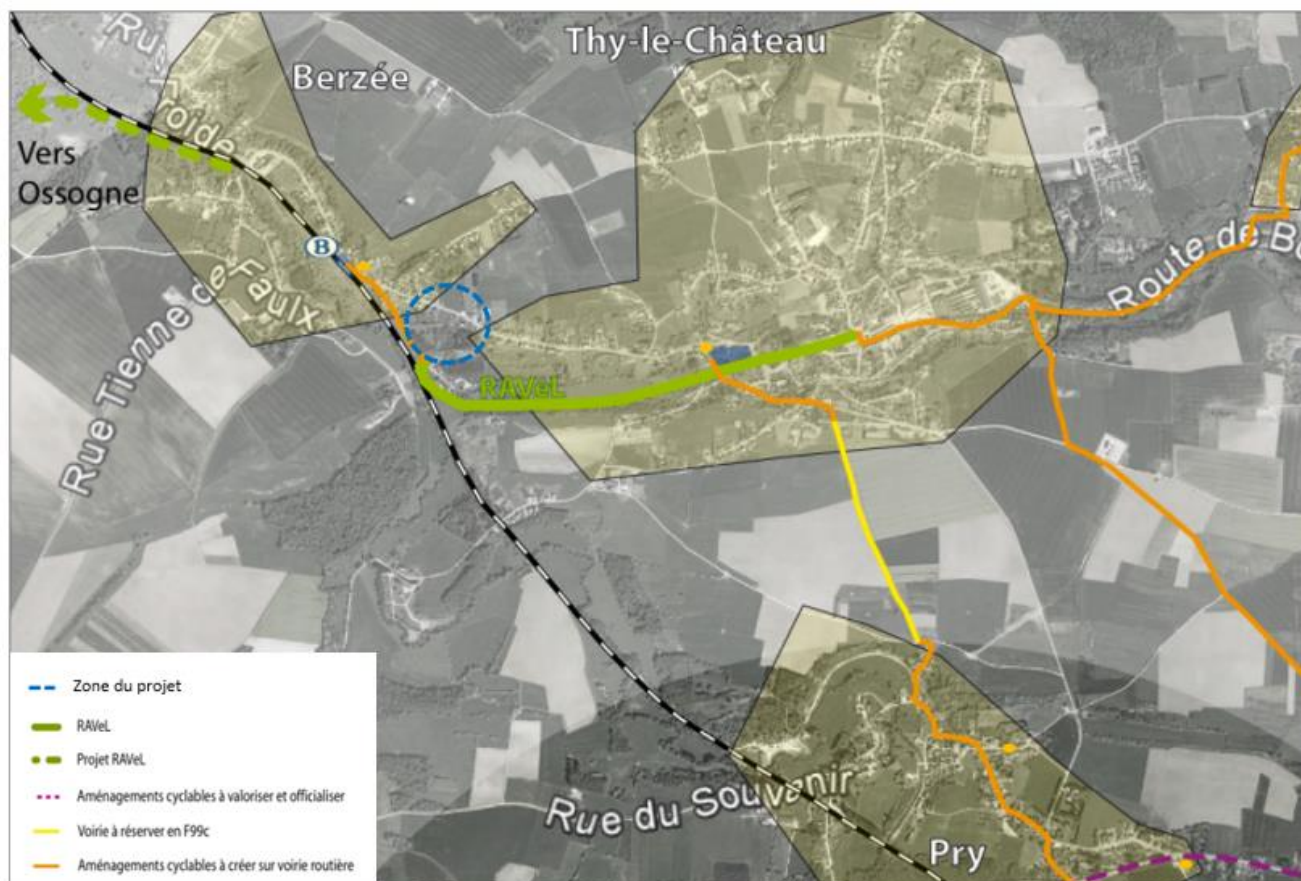 Thy-le-Château
Berzée
Rue Froide
Vers
Ossogne
B
Rue Tienne de Faulx
RAVeL
Route de
Rue du Souvenir
Pry
Zone du projet
RAVeL
Projet RAVeL
Aménagements cyclables à valoriser et officialiser
Voirie à réserver en F99c
Aménagements cyclables à créer sur voirie routière